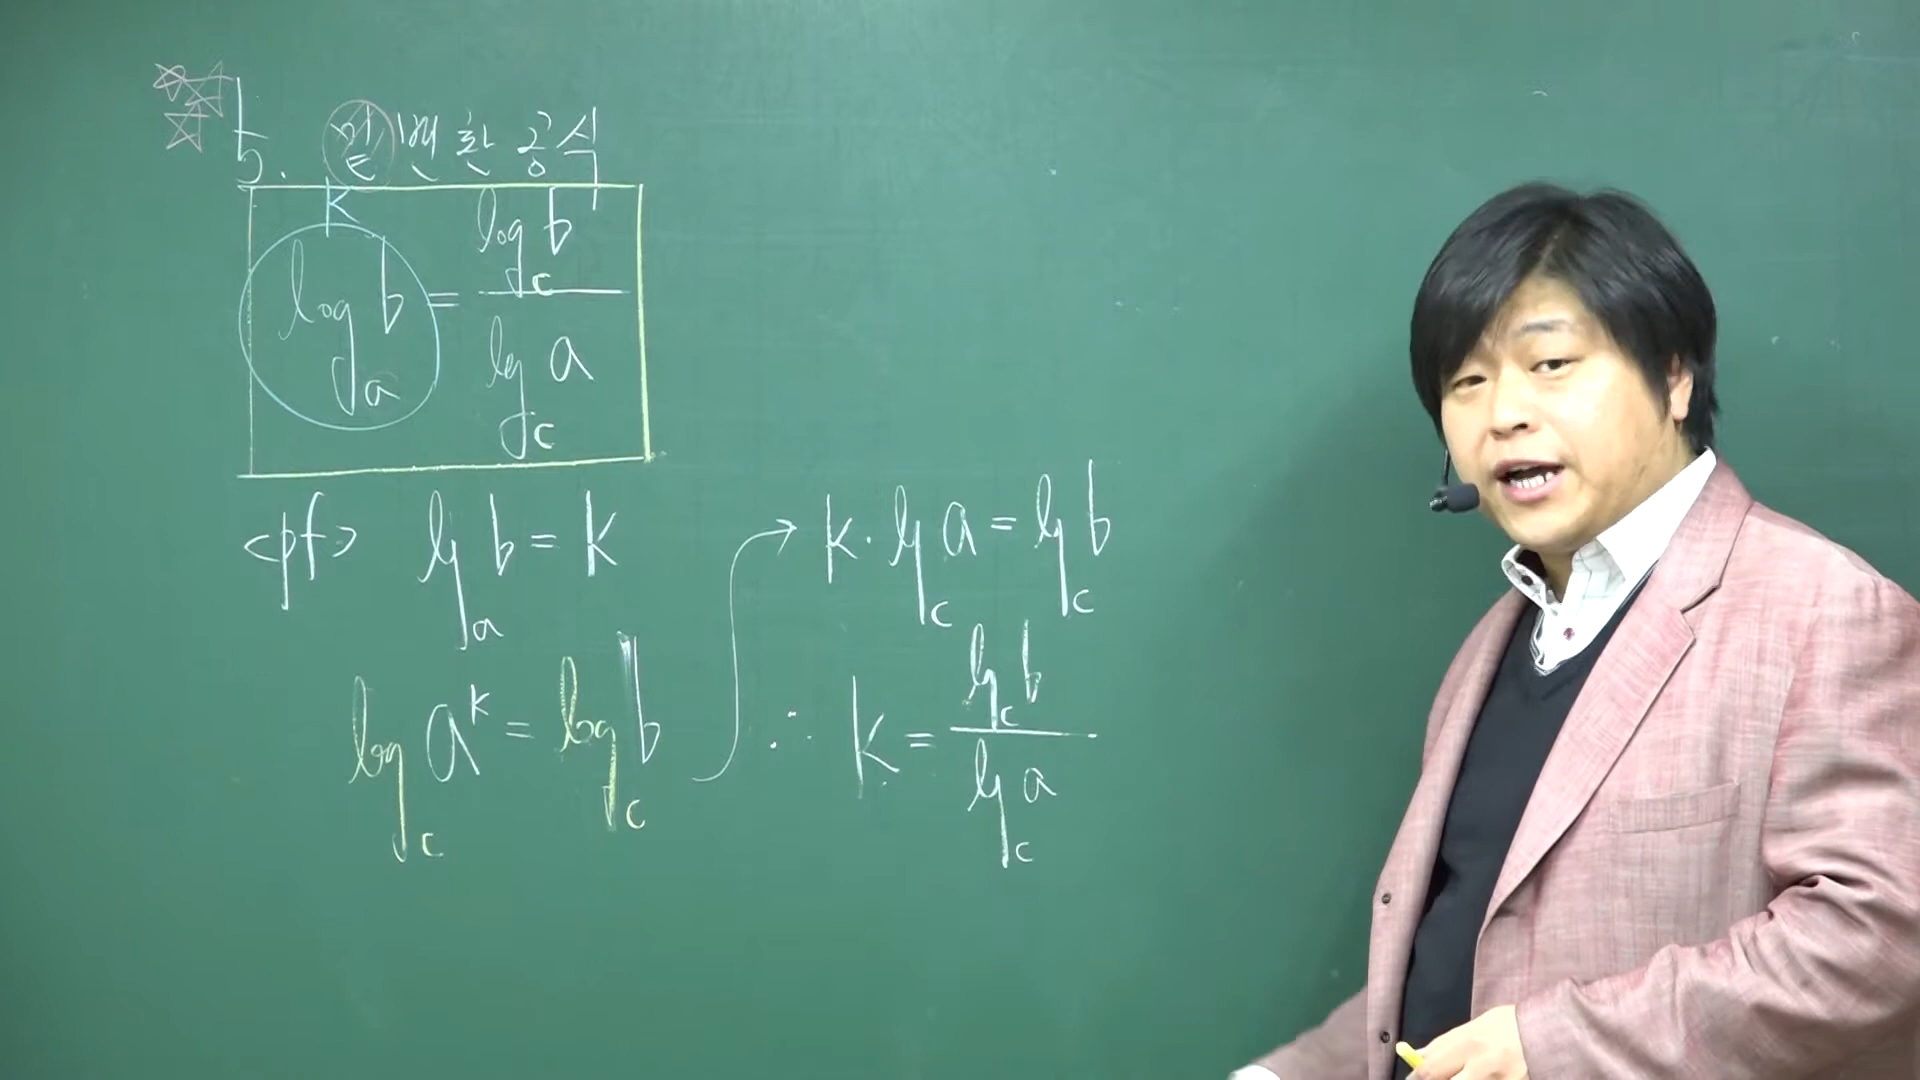 5. 밑변환 공식
K
log_a b = log_c b / log_c a
<pf> log_a b = k
log_c a^k = log_c b
k · log_c a = log_c b
∴ k = log_c b / log_c a